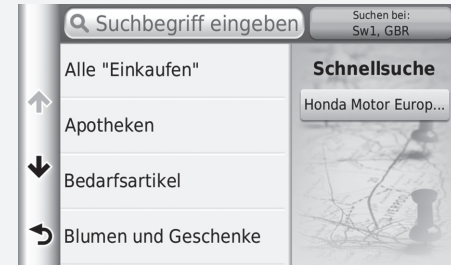 Suchbegriff eingeben
Suchen bei:
Sw1, GBR
Alle "Einkaufen"
Apotheken
Bedarfsartikel
Blumen und Geschenke
Schnellsuche
Honda Motor Europ...